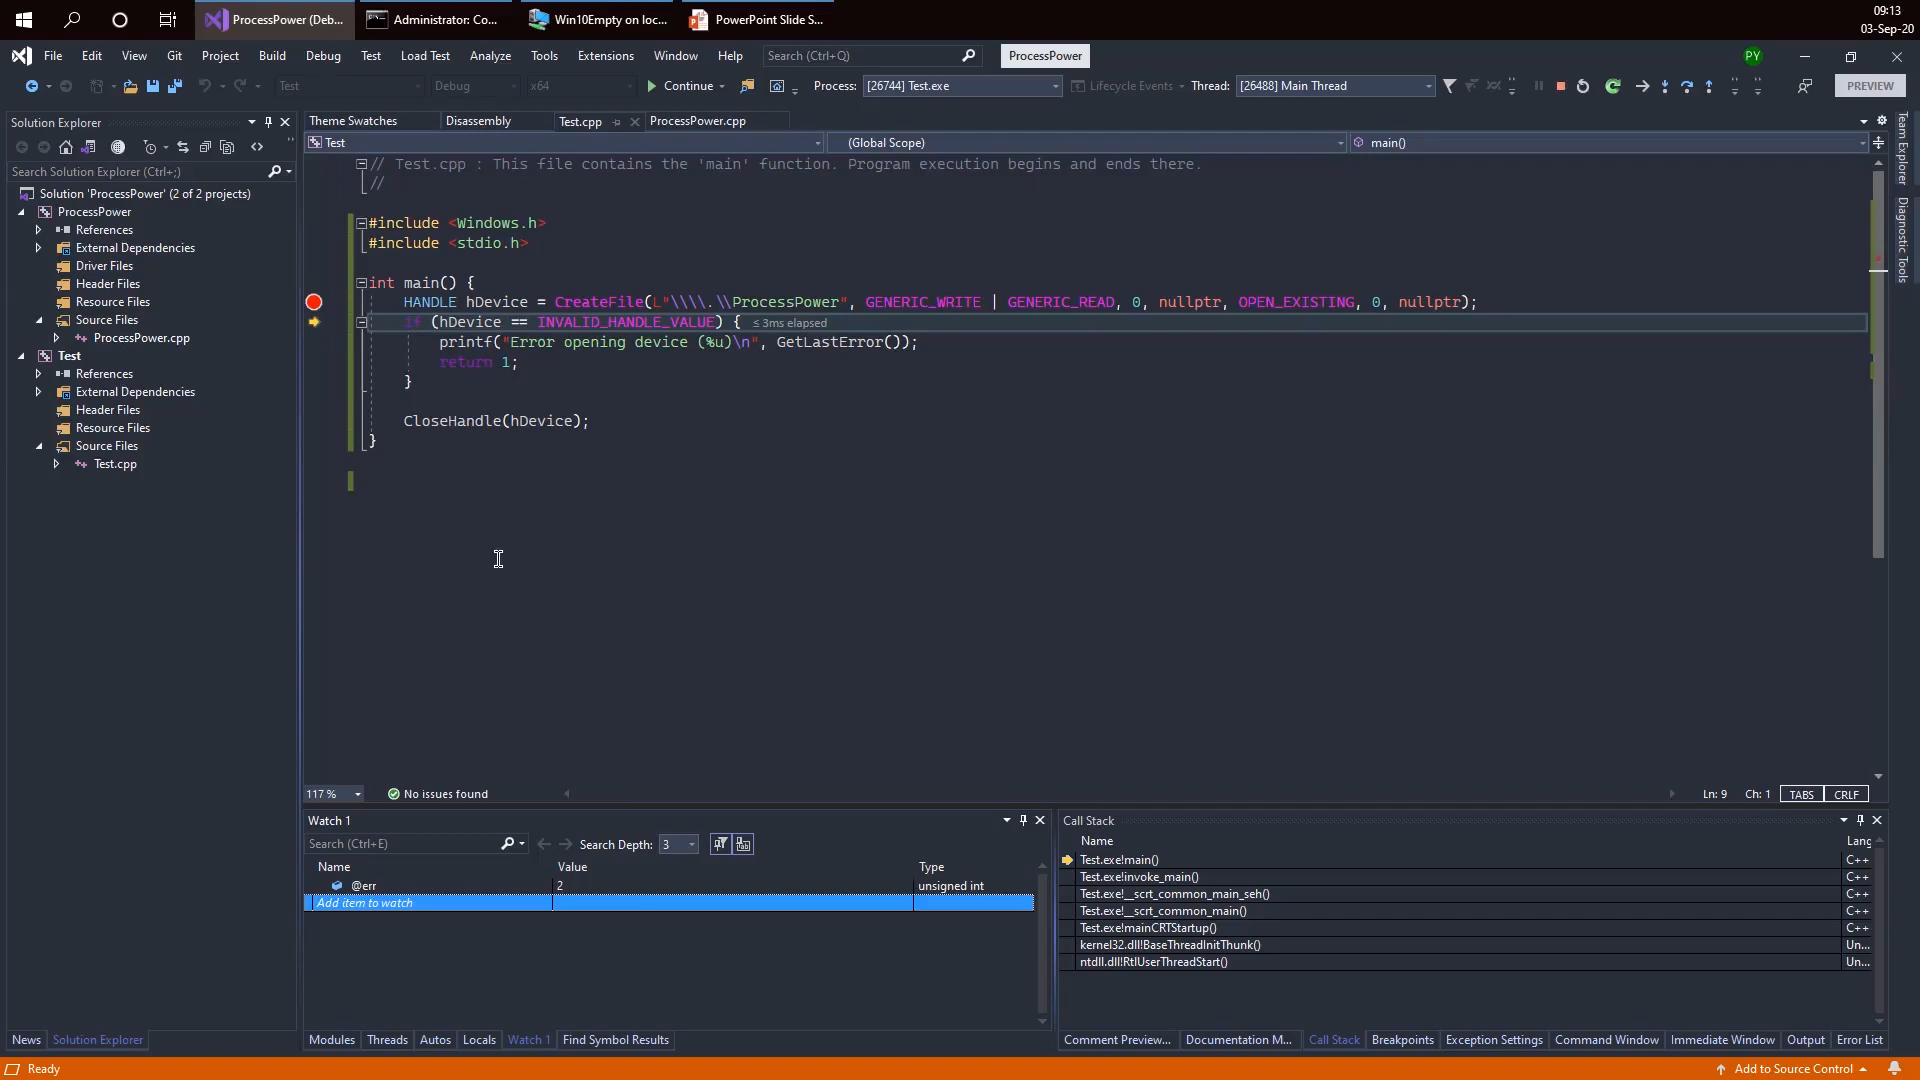 ProcessPower (Deb... Administrator: Co... Win10Empty on loc... PowerPoint Slide S... 09:13
03-Sep-20
File Edit View Git Project Build Debug Test Load Test Analyze Tools Extensions Window Help Search (Ctrl+Q) ProcessPower PY
Test Debug x64 Continue Process: [26744] Test.exe Lifecycle Events Thread: [26488] Main Thread PREVIEW
Solution Explorer
Theme Swatches Disassembly Test.cpp ProcessPower.cpp
Test (Global Scope) main()
Search Solution Explorer (Ctrl+;)
Solution 'ProcessPower' (2 of 2 projects)
ProcessPower
References
External Dependencies
Driver Files
Header Files
Resource Files
Source Files
ProcessPower.cpp
Test
References
External Dependencies
Header Files
Resource Files
Source Files
Test.cpp
// Test.cpp : This file contains the 'main' function. Program execution begins and ends there.
//
#include <Windows.h>
#include <stdio.h>
int main() {
HANDLE hDevice = CreateFile(L"\\\\.\\ProcessPower", GENERIC_WRITE | GENERIC_READ, 0, nullptr, OPEN_EXISTING, 0, nullptr);
if (hDevice == INVALID_HANDLE_VALUE) { ≤ 3ms elapsed
printf("Error opening device (%u)\n", GetLastError());
return 1;
}
CloseHandle(hDevice);
}
Team Explorer
Diagnostic Tools
117 % No issues found Ln: 9 Ch: 1 TABS CRLF
Watch 1
Search (Ctrl+E) Search Depth: 3
Name Value Type
@err 2 unsigned int
Add item to watch
Call Stack
Name Lang
Test.exe!main() C++
Test.exe!invoke_main() C++
Test.exe!__scrt_common_main_seh() C++
Test.exe!__scrt_common_main() C++
Test.exe!mainCRTStartup() C++
kernel32.dll!BaseThreadInitThunk() Un...
ntdll.dll!RtlUserThreadStart() Un...
News Solution Explorer Modules Threads Autos Locals Watch 1 Find Symbol Results Comment Preview... Documentation M... Call Stack Breakpoints Exception Settings Command Window Immediate Window Output Error List
Ready Add to Source Control